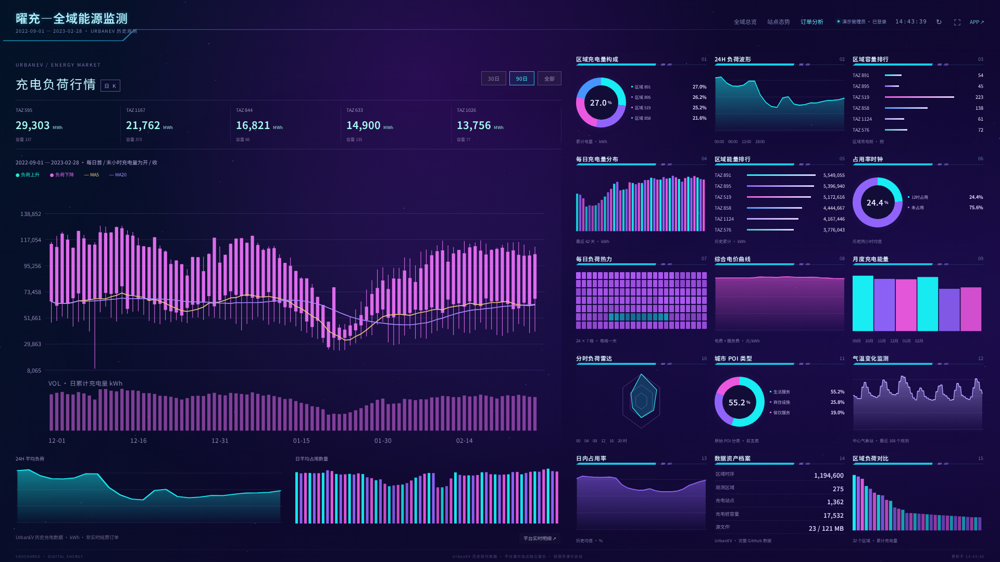 曜充—全域能源监测
2022-09-01 — 2023-02-28 · URBANEV 历史观测
全域总览 站点态势 订单分析 演示管理员 · 已登录 14:43:39 APP↗
URBANEV / ENERGY MARKET
充电负荷行情 日 K
30日 90日 全部
TAZ 595 TAZ 1167 TAZ 844 TAZ 633 TAZ 1026
29,303 MWh 21,762 MWh 16,821 MWh 14,900 MWh 13,756 MWh
容量 137 容量 373 容量 66 容量 135 容量 77
2022-09-01 — 2023-02-28 · 每日首 / 末小时充电量为开 / 收
负荷上升 负荷下降 MA5 MA20
138,852
117,054
95,256
73,458
51,661
29,863
8,065
VOL · 日累计充电量 kWh
12-01 12-16 12-31 01-15 01-30 02-14
24H 平均负荷 日平均占用数量
UrbanEV 历史充电数据 · kWh · 非实时结算订单 平台实时明细↗
区域充电量构成 01
27.0%
区域 891 27.0%
区域 895 26.2%
区域 519 25.2%
区域 858 21.6%
累计电量 · kWh
24H 负荷波形 02
00:00 06:00 12:00 18:00
区域容量排行 03
TAZ 891 54
TAZ 895 45
TAZ 519 223
TAZ 858 138
TAZ 1124 61
TAZ 576 72
区域充电桩 · 把
每日充电量分布 04
最近 42 天 · kWh
区域能量排行 05
TAZ 891 5,549,055
TAZ 895 5,396,940
TAZ 519 5,172,616
TAZ 858 4,444,667
TAZ 1124 4,167,446
TAZ 576 3,776,043
历史累计 · kWh
占用率时钟 06
24.4%
12时占用 24.4%
未占用 75.6%
历史同小时均值
每日负荷热力 07
24 × 7 格 · 每格一天
综合电价曲线 08
电费 + 服务费 · 元/kWh
月度充电能量 09
09月 10月 11月 12月 01月 02月
分时负荷雷达 10
00 04 08 12 16 20 时
城市 POI 类型 11
55.2%
生活服务 55.2%
商住设施 25.8%
餐饮服务 19.0%
原始 POI 分类 · 前五类
气温变化监测 12
中心气象站 · 最近 168 个观测
日内占用率 13
历史均值 · %
数据资产档案 14
区域时序 1,194,600
观测区域 275
充电站点 1,362
充电桩容量 17,532
源文件 23 / 121 MB
UrbanEV · 完整 GitHub 数据
区域负荷对比 15
32 个区域 · 累计充电量
YAOCHARGE · DIGITAL ENERGY UrbanEV 历史研究数据 · 平台演示站点独立展示 · 管理员演示会话 更新于 14:43:36